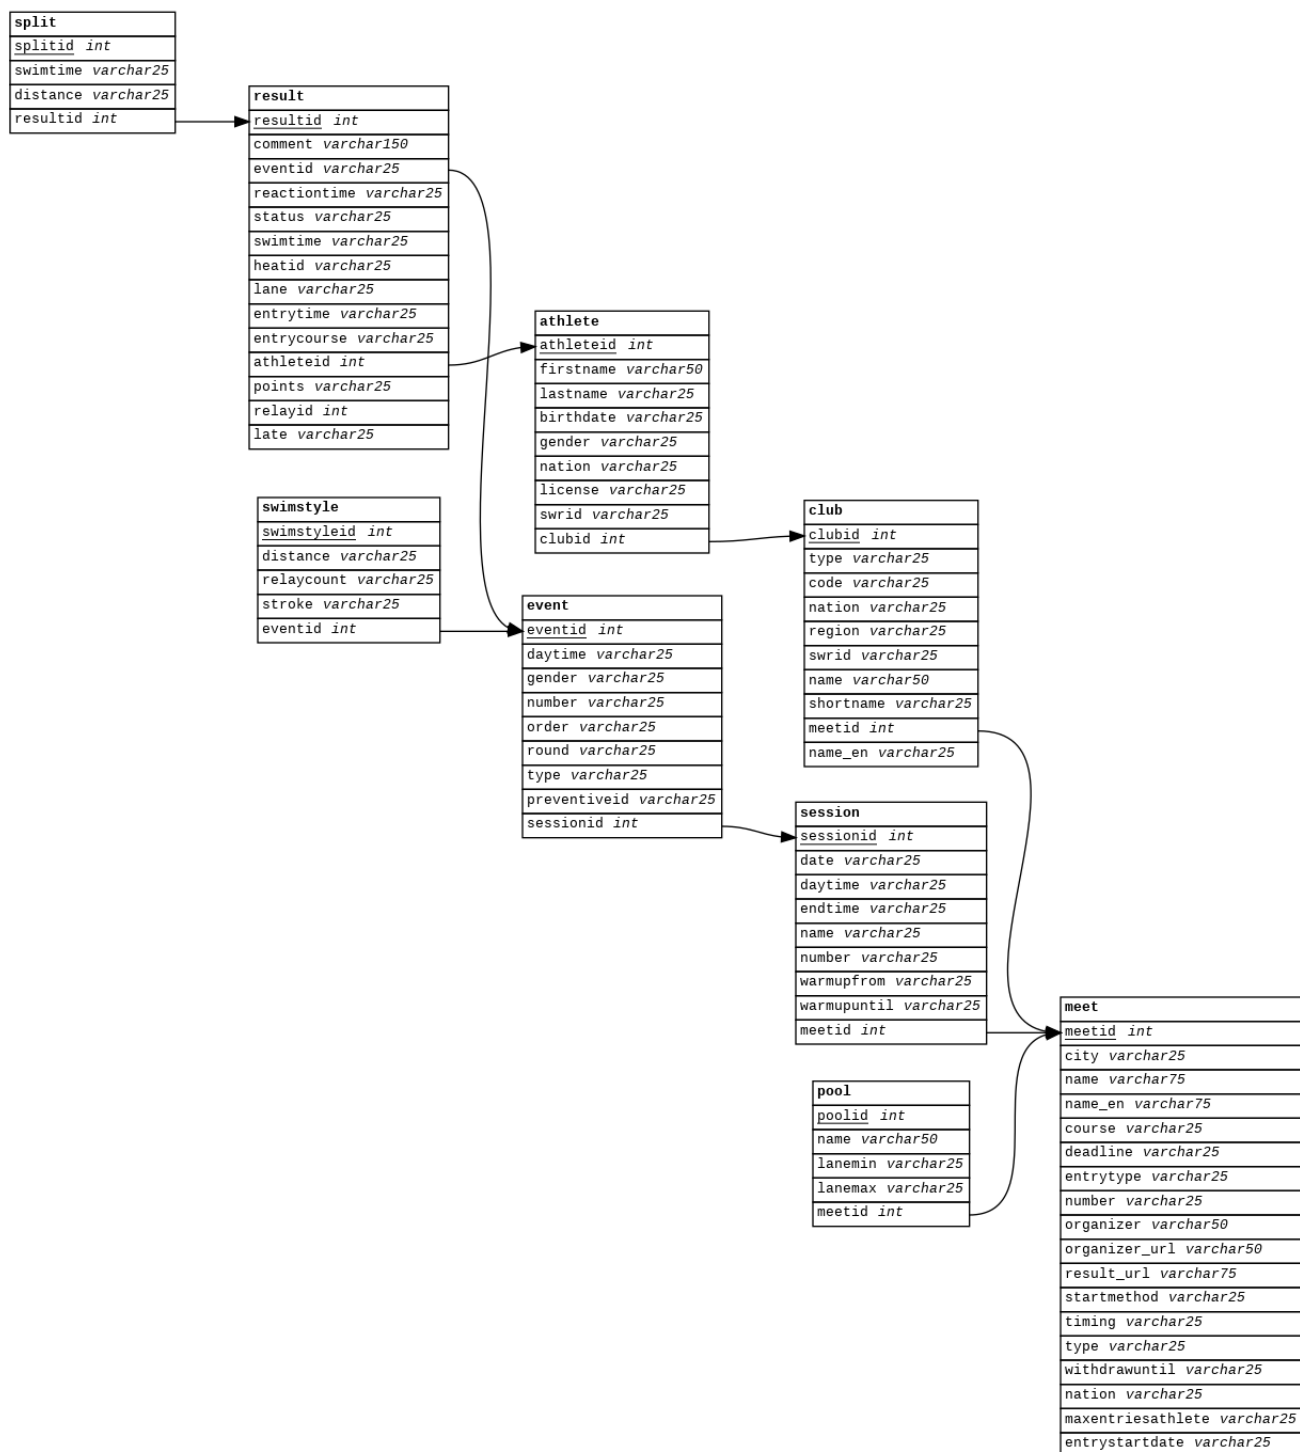 split
splitid int
swimtime varchar25
distance varchar25
resultid int
result
resultid int
comment varchar150
eventid varchar25
reactiontime varchar25
status varchar25
swimtime varchar25
heatid varchar25
lane varchar25
entrytime varchar25
entrycourse varchar25
athleteid int
points varchar25
relayid int
late varchar25
athlete
athleteid int
firstname varchar50
lastname varchar25
birthdate varchar25
gender varchar25
nation varchar25
license varchar25
swrid varchar25
clubid int
swimstyle
swimstyleid int
distance varchar25
relaycount varchar25
stroke varchar25
eventid int
club
clubid int
type varchar25
code varchar25
nation varchar25
region varchar25
swrid varchar25
name varchar50
shortname varchar25
meetid int
name_en varchar25
event
eventid int
daytime varchar25
gender varchar25
number varchar25
order varchar25
round varchar25
type varchar25
preventiveid varchar25
sessionid int
session
sessionid int
date varchar25
daytime varchar25
endtime varchar25
name varchar25
number varchar25
warmupfrom varchar25
warmupuntil varchar25
meetid int
pool
poolid int
name varchar50
lanemin varchar25
lanemax varchar25
meetid int
meet
meetid int
city varchar25
name varchar75
name_en varchar75
course varchar25
deadline varchar25
entrytype varchar25
number varchar25
organizer varchar50
organizer_url varchar50
result_url varchar75
startmethod varchar25
timing varchar25
type varchar25
withdrawuntil varchar25
nation varchar25
maxentriesathlete varchar25
entrystartdate varchar25